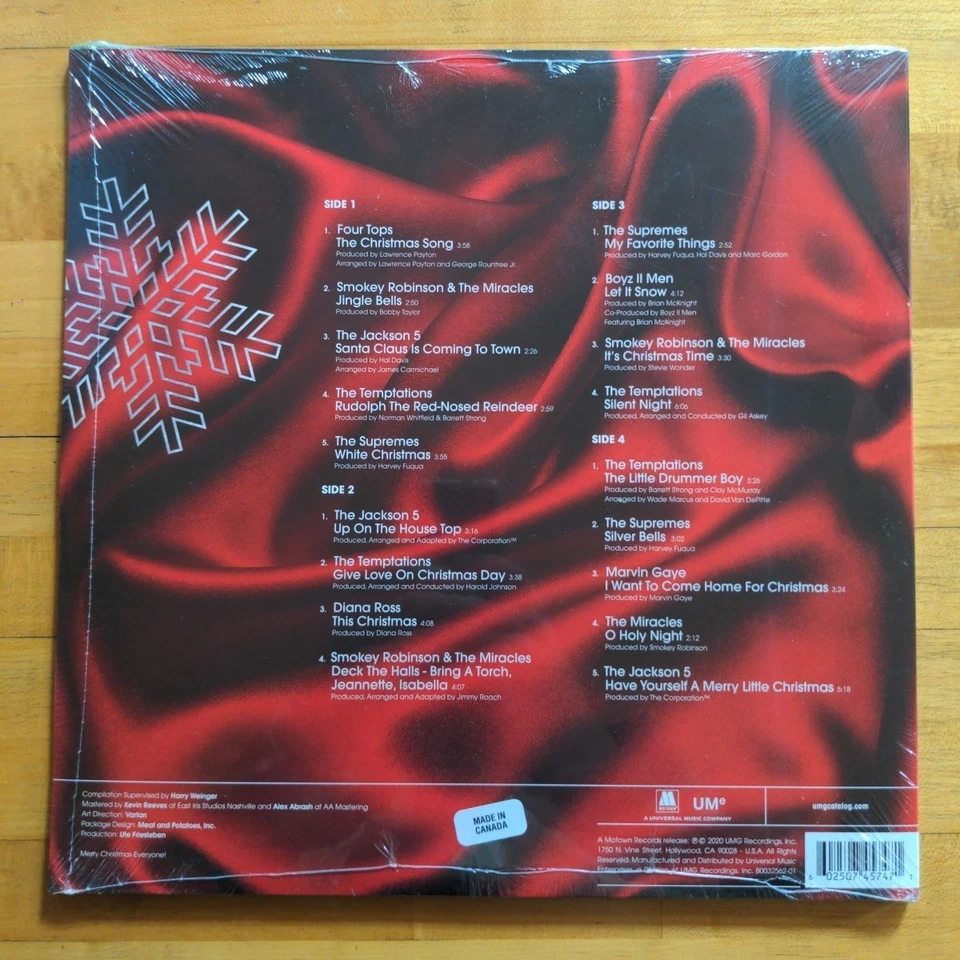 SIDE 1
1. Four Tops
The Christmas Song 3:58
Produced by Lawrence Payton
Arranged by Lawrence Payton and George Rountree Jr.
2. Smokey Robinson & The Miracles
Jingle Bells 2:50
Produced by Bobby Taylor
3. The Jackson 5
Santa Claus Is Coming To Town 2:26
Produced by Hal Davis
Arranged by James Carmichael
4. The Temptations
Rudolph The Red-Nosed Reindeer 2:59
Produced by Norman Whitfield & Barrett Strong
5. The Supremes
White Christmas 3:55
Produced by Harvey Fuqua
SIDE 2
1. The Jackson 5
Up On The House Top 3:16
Produced, Arranged and Adapted by The Corporation™
2. The Temptations
Give Love On Christmas Day 3:38
Produced, Arranged and Conducted by Harold Johnson
3. Diana Ross
This Christmas 4:08
Produced by Diana Ross
4. Smokey Robinson & The Miracles
Deck The Halls - Bring A Torch,
Jeannette, Isabella 4:07
Produced, Arranged and Adapted by Jimmy Roach
SIDE 3
1. The Supremes
My Favorite Things 2:52
Produced by Harvey Fuqua, Hal Davis and Marc Gordon
2. Boyz II Men
Let It Snow 4:12
Produced by Brian McKnight
Co-Produced by Boyz II Men
Featuring Brian McKnight
3. Smokey Robinson & The Miracles
It's Christmas Time 3:30
Produced by Stevie Wonder
4. The Temptations
Silent Night 6:06
Produced, Arranged and Conducted by Gil Askey
SIDE 4
1. The Temptations
The Little Drummer Boy 3:26
Produced by Barrett Strong and Clay McMurray
Arranged by Wade Marcus and David Van DePitte
2. The Supremes
Silver Bells 3:02
Produced by Harvey Fuqua
3. Marvin Gaye
I Want To Come Home For Christmas 3:24
Produced by Marvin Gaye
4. The Miracles
O Holy Night 2:12
Produced by Smokey Robinson
5. The Jackson 5
Have Yourself A Merry Little Christmas 5:18
Produced by The Corporation™
Compilation Supervised by Harry Weinger
Mastered by Kevin Reeves at East Iris Studios Nashville and Alex Abrash at AA Mastering
Art Direction: Vartan
Package Design: Meat and Potatoes, Inc.
Production: Ute Friesleben
Merry Christmas Everyone!
MADE IN
CANADA
MOTOWN
UMe
A UNIVERSAL MUSIC COMPANY
umgcatalog.com
A Motown Records release; ℗© 2020 UMG Recordings, Inc.
1750 N. Vine Street, Hollywood, CA 90028 - U.S.A. All Rights
Reserved. Manufactured and Distributed by Universal Music
Enterprises, a Division of UMG Recordings, Inc. B0032562-01
6 02507 45747 1